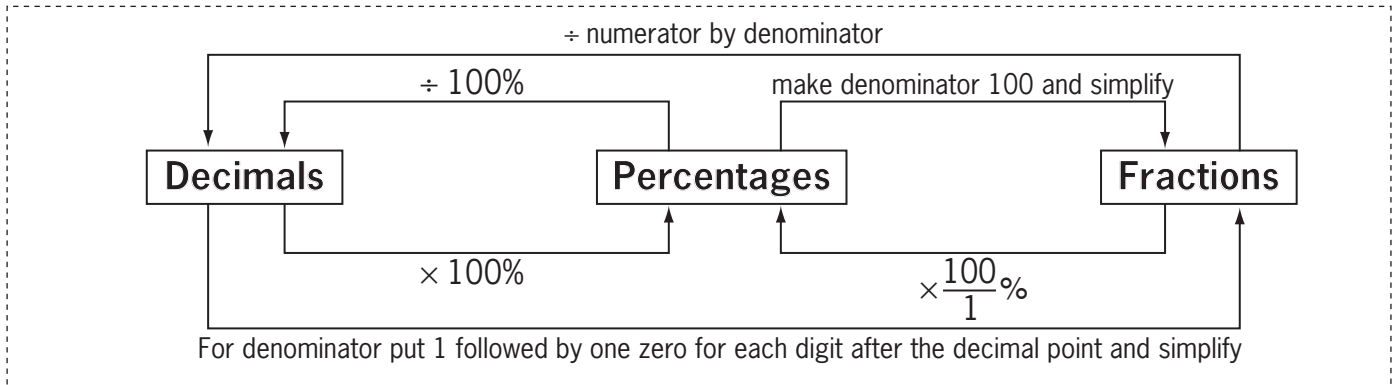 ÷ numerator by denominator
÷ 100%
make denominator 100 and simplify
Decimals
Percentages
Fractions
× 100%
× 100/1 %
For denominator put 1 followed by one zero for each digit after the decimal point and simplify